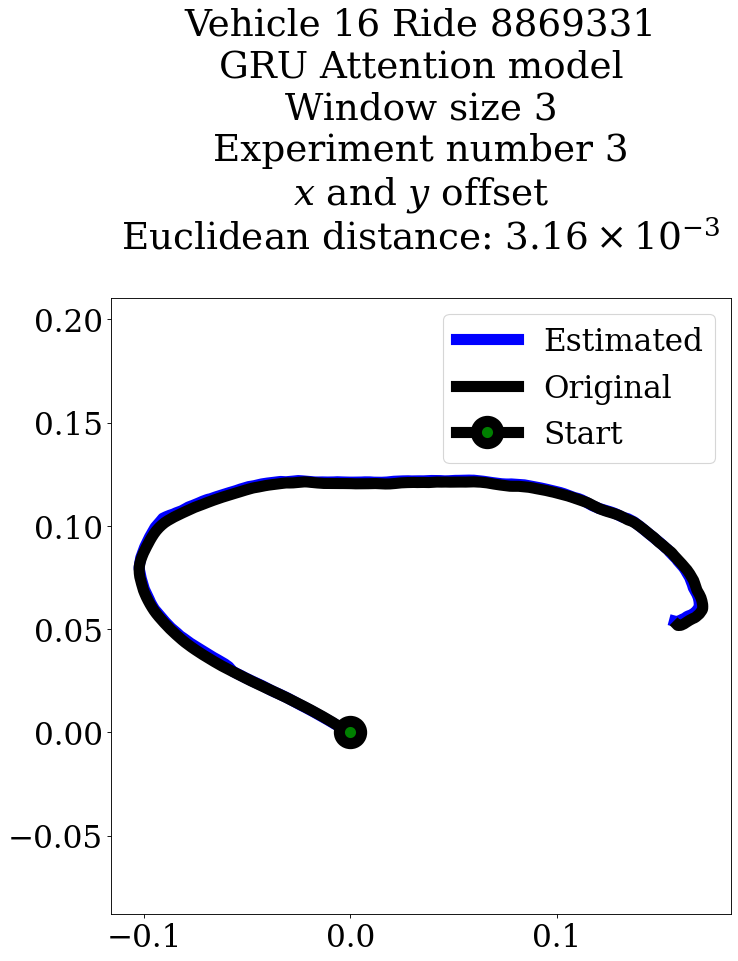 Vehicle 16 Ride 8869331
GRU Attention model
Window size 3
Experiment number 3
x and y offset
Euclidean distance: 3.16 × 10⁻³
Estimated
Original
Start
0.20
0.15
0.10
0.05
0.00
−0.05
−0.1 0.0 0.1